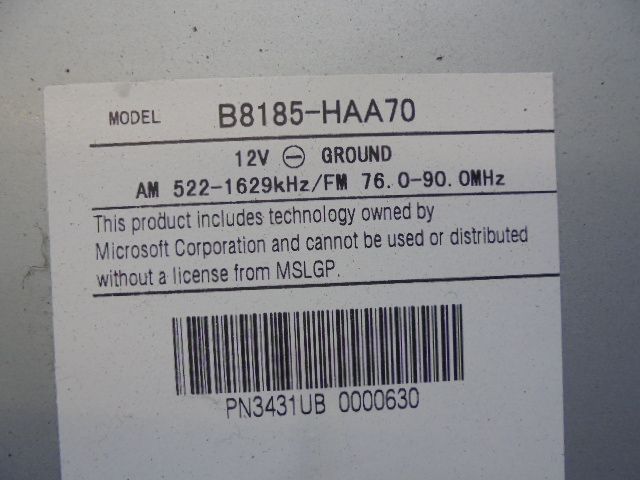 MODEL B8185-HAA70
12V ⊖ GROUND
AM 522-1629kHz/FM 76.0-90.0MHz
This product includes technology owned by
Microsoft Corporation and cannot be used or distributed
without a license from MSLGP.
PN3431UB 0000630